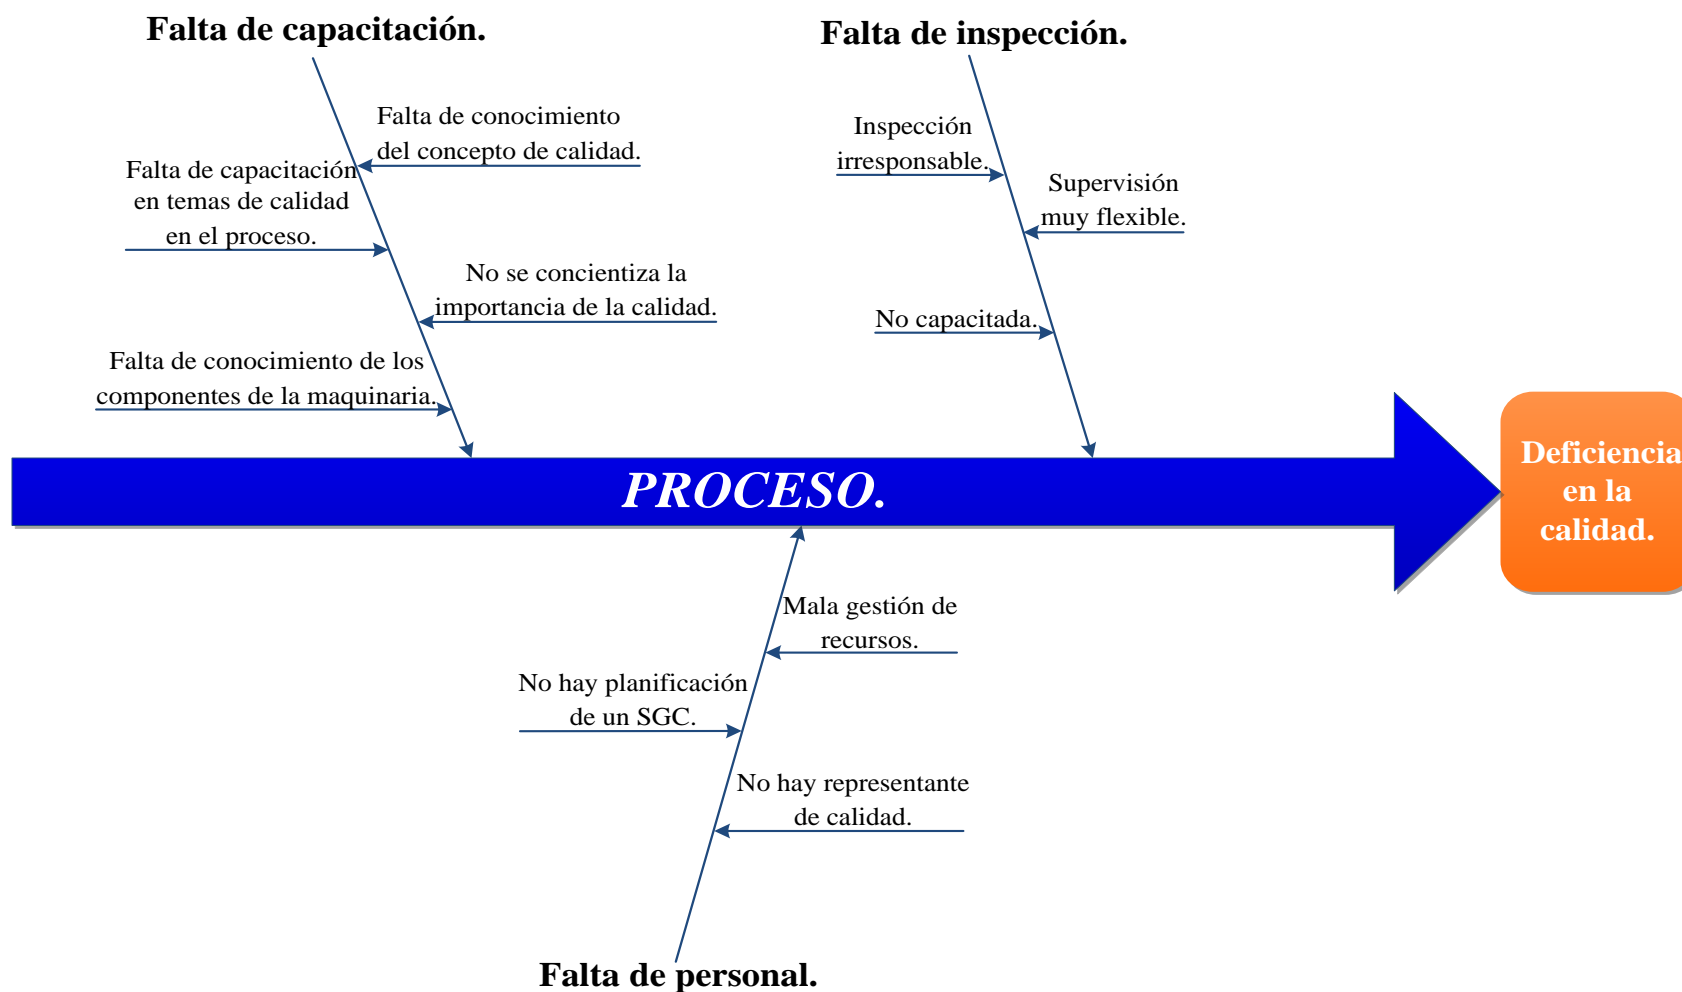 Falta de capacitación.
Falta de inspección.
Falta de conocimiento
del concepto de calidad.
Falta de capacitación
en temas de calidad
en el proceso.
No se concientiza la
importancia de la calidad.
Falta de conocimiento de los
componentes de la maquinaria.
Inspección
irresponsable.
Supervisión
muy flexible.
No capacitada.
PROCESO.
Deficiencia
en la
calidad.
Mala gestión de
recursos.
No hay planificación
de un SGC.
No hay representante
de calidad.
Falta de personal.